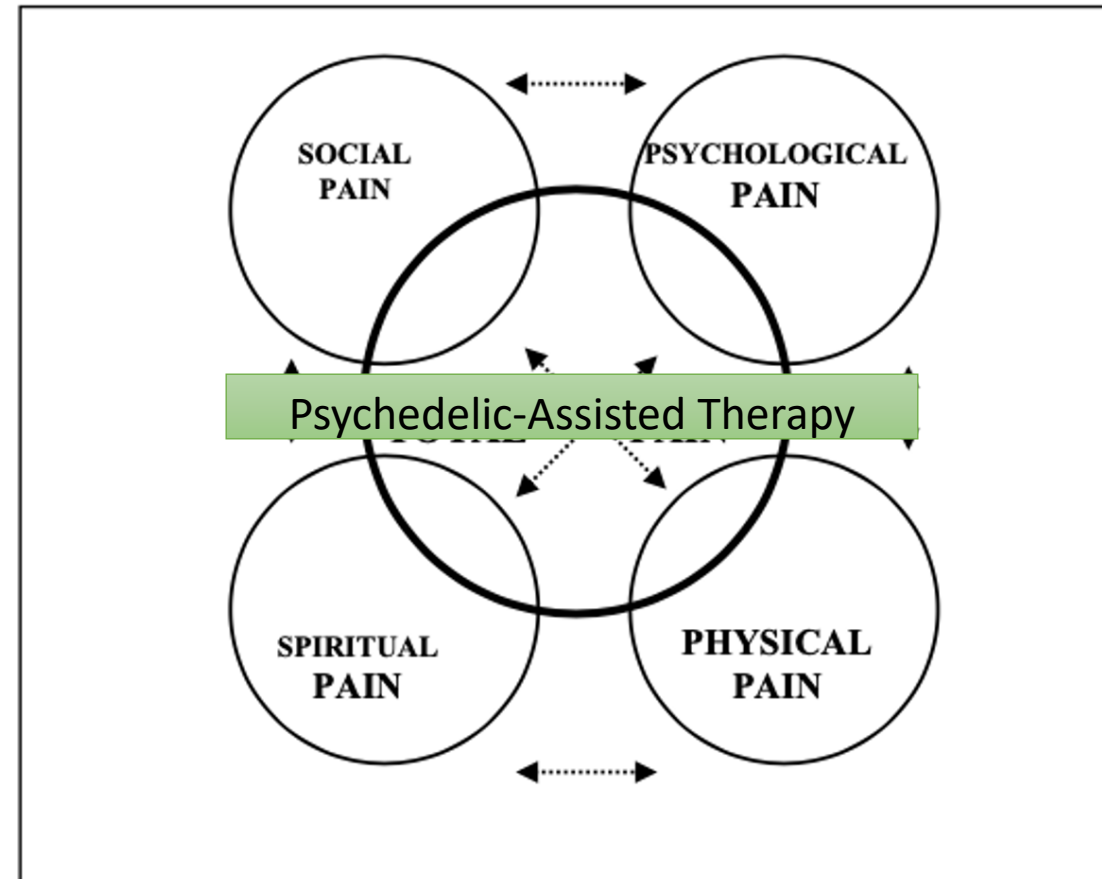 SOCIAL
PAIN
PSYCHOLOGICAL
PAIN
Psychedelic-Assisted Therapy
SPIRITUAL
PAIN
PHYSICAL
PAIN